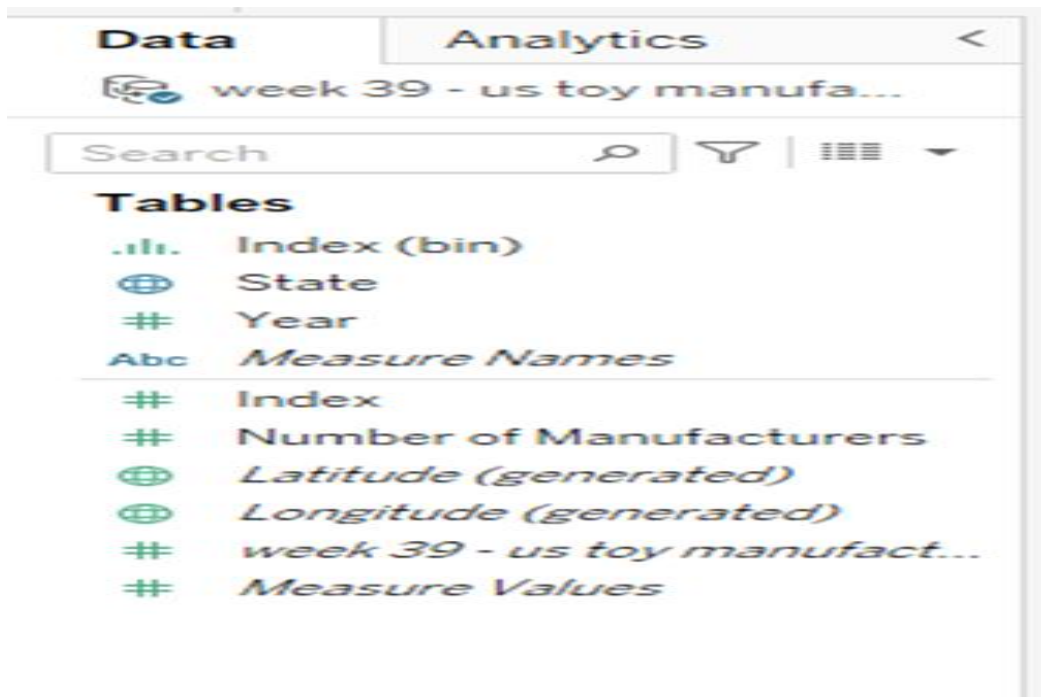 Data Analytics <
week 39 - us toy manufa...
Search
Tables
Index (bin)
State
# Year
Abc Measure Names
# Index
# Number of Manufacturers
Latitude (generated)
Longitude (generated)
# week 39 - us toy manufact...
# Measure Values